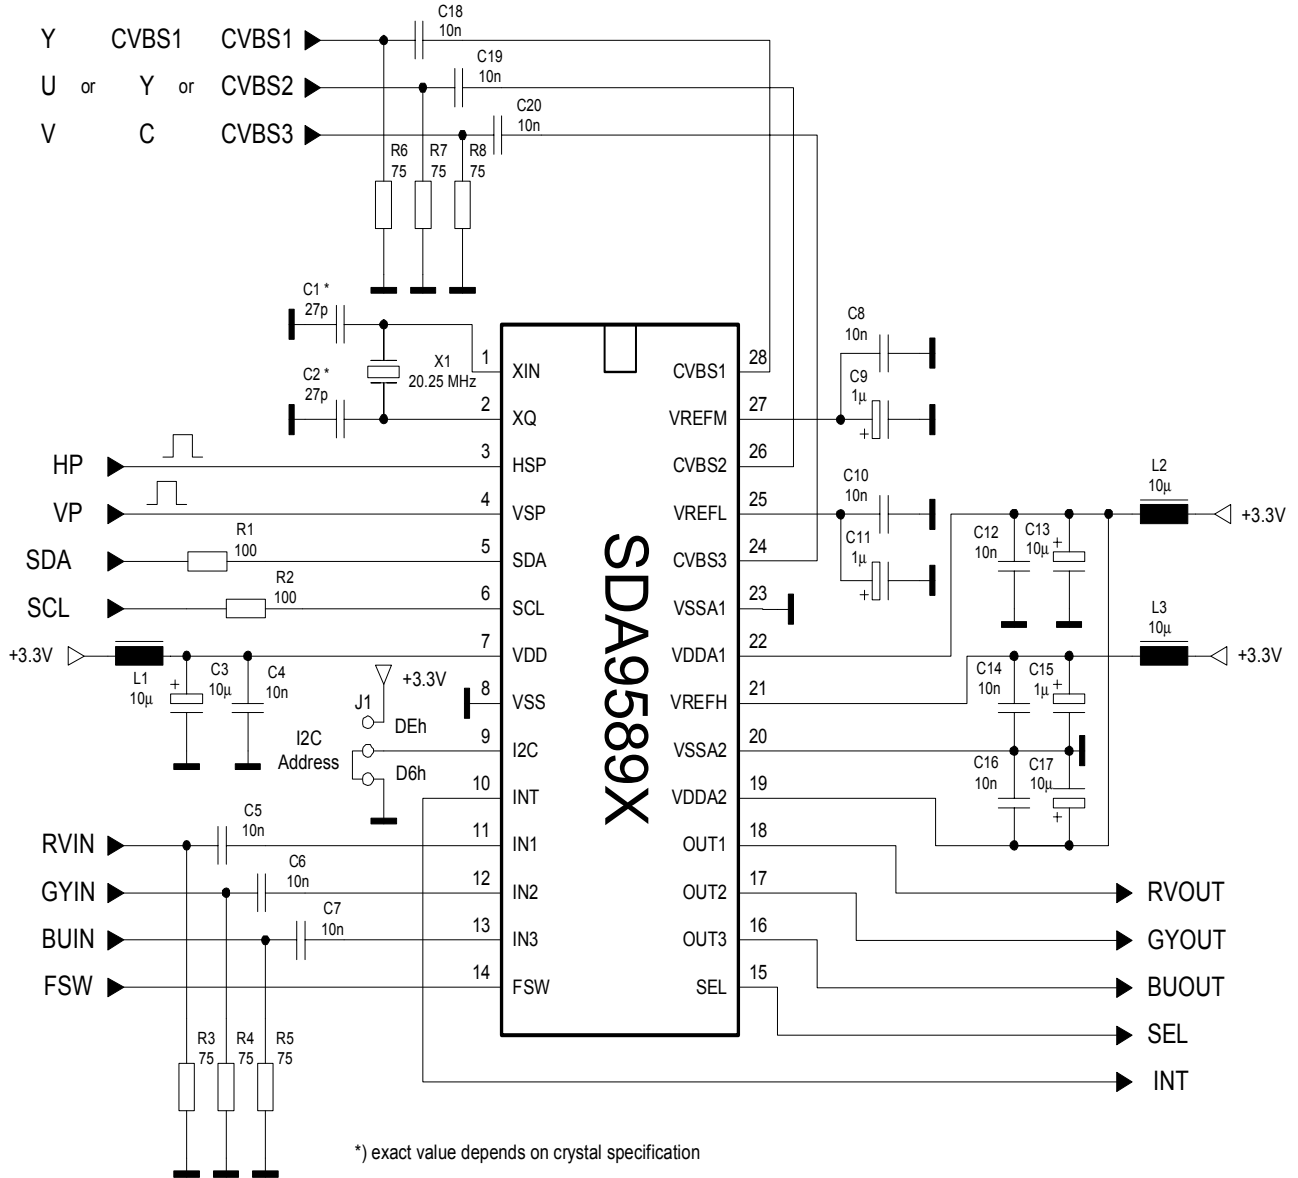 C18
10n
Y CVBS1 CVBS1
C19
10n
U or Y or CVBS2
C20
10n
V C CVBS3
R6
75
R7
75
R8
75
C1 *
27p
X1
20.25 MHz
C2 *
27p
C8
10n
C9
1µ
+
C10
10n
C11
1µ
+
1 XIN
2 XQ
3 HSP
4 VSP
5 SDA
6 SCL
7 VDD
8 VSS
9 I2C
10 INT
11 IN1
12 IN2
13 IN3
14 FSW
SDA9589X
CVBS1 28
VREFM 27
CVBS2 26
VREFL 25
CVBS3 24
VSSA1 23
VDDA1 22
VREFH 21
VSSA2 20
VDDA2 19
OUT1 18
OUT2 17
OUT3 16
SEL 15
HP
VP
R1
100
SDA
R2
100
SCL
+3.3V
L1
10µ
+
C3
10µ
C4
10n
+3.3V
J1
DEh
I2C
Address
D6h
L2
10µ
+3.3V
C12
10n
C13
10µ
+
L3
10µ
+3.3V
C14
10n
C15
1µ
+
C16
10n
C17
10µ
+
C5
10n
RVIN
C6
10n
GYIN
C7
10n
BUIN
FSW
R3
75
R4
75
R5
75
RVOUT
GYOUT
BUOUT
SEL
INT
*) exact value depends on crystal specification